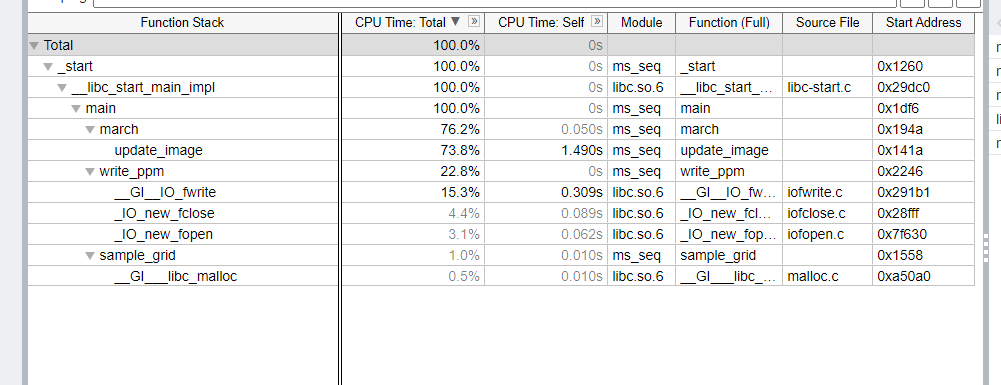 Function Stack CPU Time: Total ▼ » CPU Time: Self » Module Function (Full) Source File Start Address
Total 100.0% 0s
_start 100.0% 0s ms_seq _start 0x1260
__libc_start_main_impl 100.0% 0s libc.so.6 __libc_start_... libc-start.c 0x29dc0
main 100.0% 0s ms_seq main 0x1df6
march 76.2% 0.050s ms_seq march 0x194a
update_image 73.8% 1.490s ms_seq update_image 0x141a
write_ppm 22.8% 0s ms_seq write_ppm 0x2246
__GI__IO_fwrite 15.3% 0.309s libc.so.6 __GI__IO_fw... iofwrite.c 0x291b1
_IO_new_fclose 4.4% 0.089s libc.so.6 _IO_new_fcl... iofclose.c 0x28fff
_IO_new_fopen 3.1% 0.062s libc.so.6 _IO_new_fop... iofopen.c 0x7f630
sample_grid 1.0% 0.010s ms_seq sample_grid 0x1558
__GI___libc_malloc 0.5% 0.010s libc.so.6 __GI___libc_... malloc.c 0xa50a0